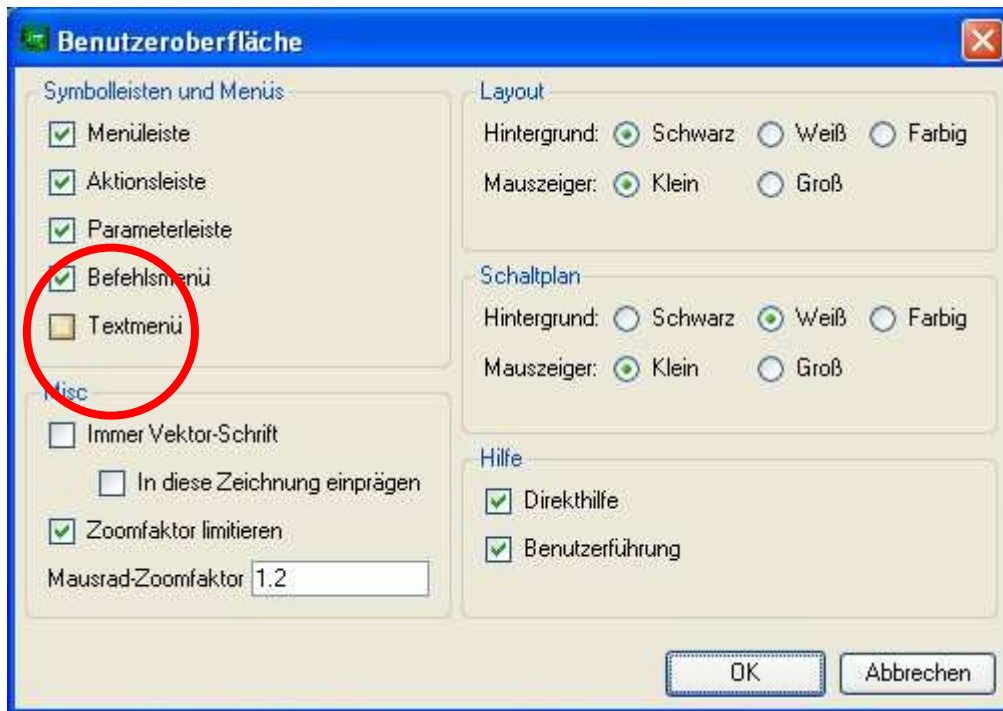 Benutzeroberfläche
Symbolleisten und Menüs
Menüleiste
Aktionsleiste
Parameterleiste
Befehlsmenü
Textmenü
Misc
Immer Vektor-Schrift
In diese Zeichnung einprägen
Zoomfaktor limitieren
Mausrad-Zoomfaktor 1.2
Layout
Hintergrund: Schwarz Weiß Farbig
Mauszeiger: Klein Groß
Schaltplan
Hintergrund: Schwarz Weiß Farbig
Mauszeiger: Klein Groß
Hilfe
Direkthilfe
Benutzerführung
OK Abbrechen